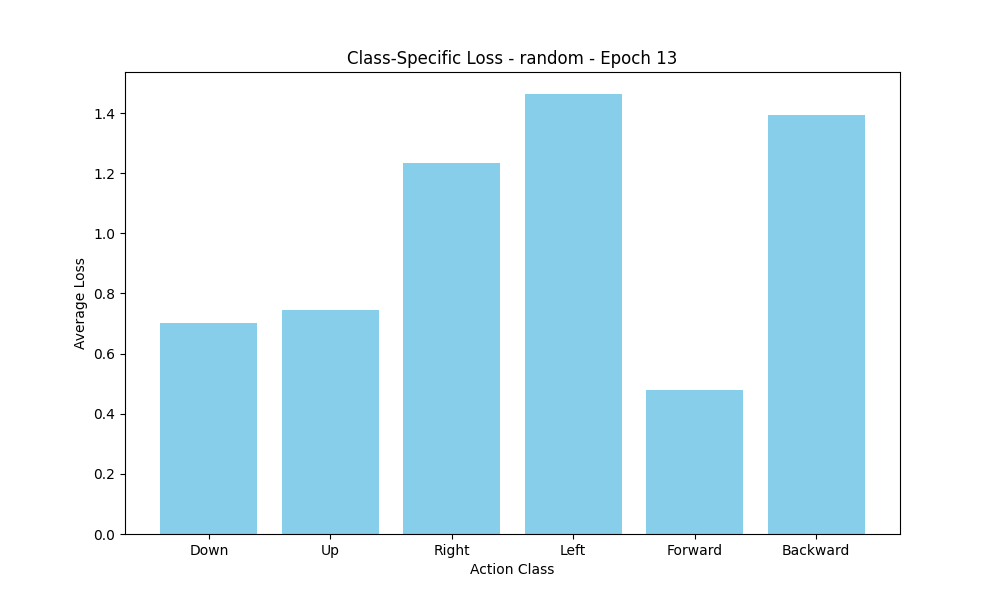 Class-Specific Loss - random - Epoch 13
Average Loss
1.4
1.2
1.0
0.8
0.6
0.4
0.2
0.0
Down Up Right Left Forward Backward
Action Class